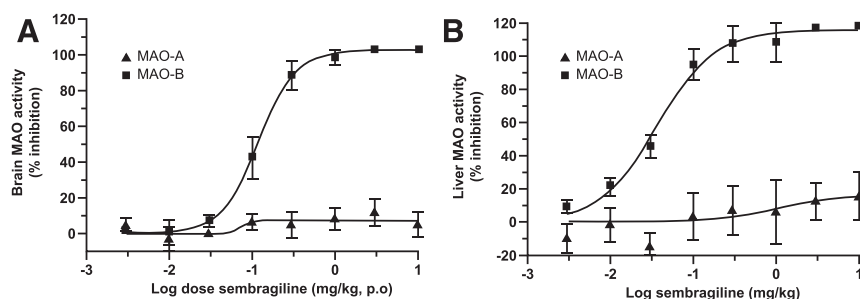 A
120
100
80
60
40
20
0
Brain MAO activity
(% inhibition)
MAO-A
MAO-B
-3 -2 -1 0 1
Log dose sembragiline (mg/kg, p.o)
B
120
100
80
60
40
20
0
-20
Liver MAO activity
(% inhibition)
MAO-A
MAO-B
-3 -2 -1 0 1
Log sembragiline (mg/kg)